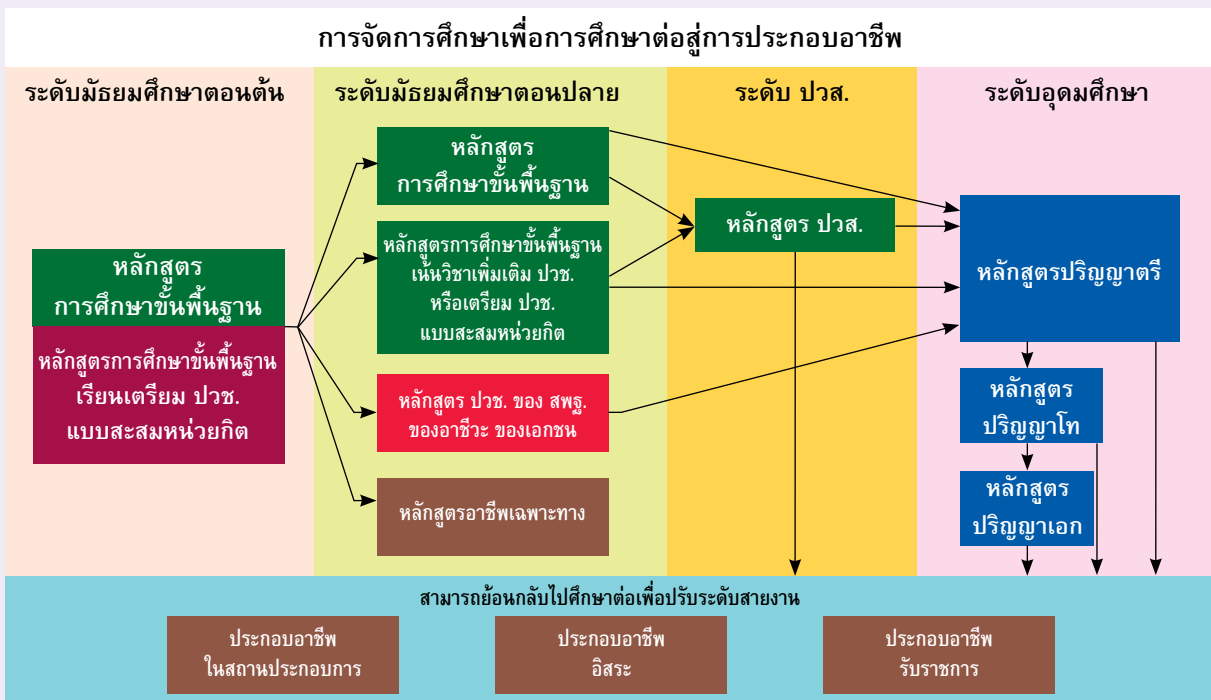 การจัดการศึกษาเพื่อการศึกษาต่อสู่การประกอบอาชีพ
ระดับมัธยมศึกษาตอนต้น
ระดับมัธยมศึกษาตอนปลาย
ระดับ ปวส.
ระดับอุดมศึกษา
หลักสูตร
การศึกษาขั้นพื้นฐาน
หลักสูตรการศึกษาขั้นพื้นฐาน
เรียนเตรียม ปวช.
แบบสะสมหน่วยกิต
หลักสูตร
การศึกษาขั้นพื้นฐาน
หลักสูตรการศึกษาขั้นพื้นฐาน
เน้นวิชาเพิ่มเติม ปวช.
หรือเตรียม ปวช.
แบบสะสมหน่วยกิต
หลักสูตร ปวช. ของ สพฐ.
ของอาชีวะ ของเอกชน
หลักสูตรอาชีพเฉพาะทาง
หลักสูตร ปวส.
หลักสูตรปริญญาตรี
หลักสูตร
ปริญญาโท
หลักสูตร
ปริญญาเอก
สามารถย้อนกลับไปศึกษาต่อเพื่อปรับระดับสายงาน
ประกอบอาชีพ
ในสถานประกอบการ
ประกอบอาชีพ
อิสระ
ประกอบอาชีพ
รับราชการ